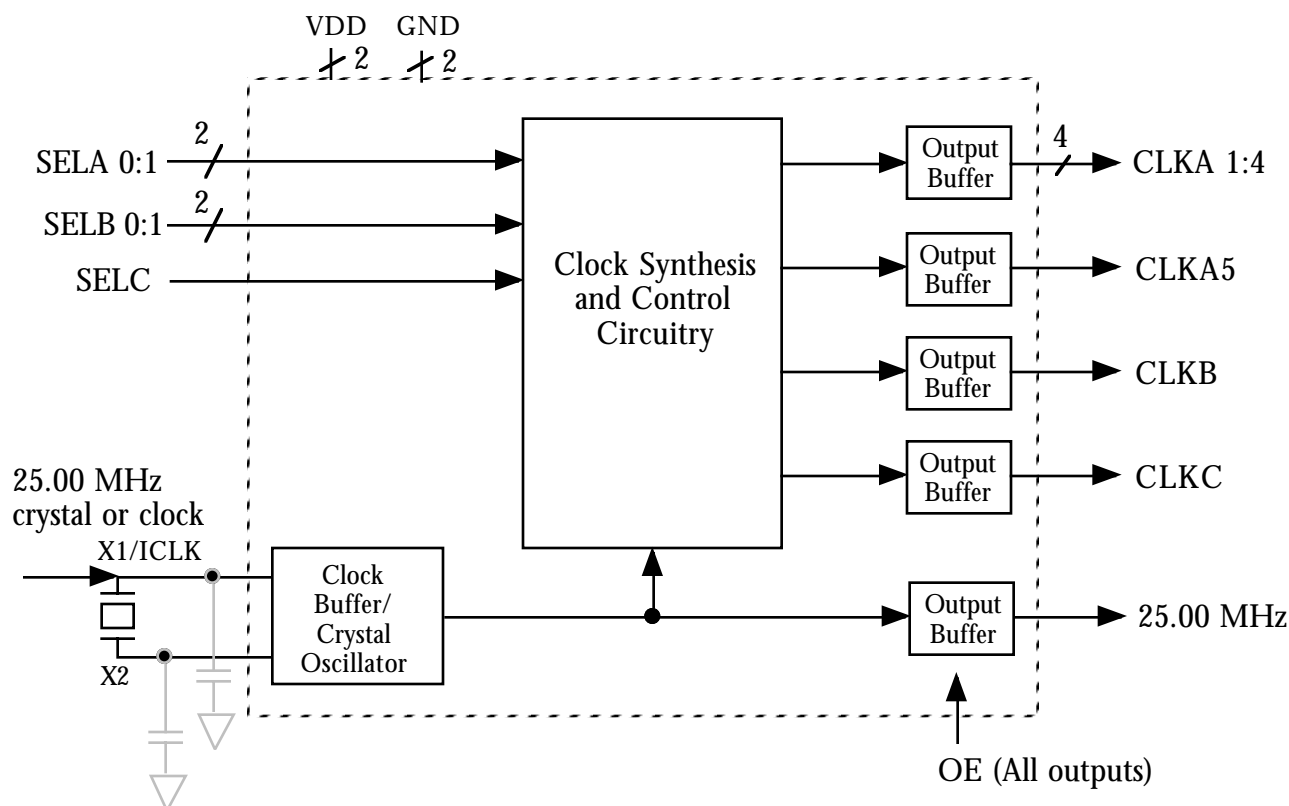 VDD GND
2 2
2
SELA 0:1
2
SELB 0:1
SELC
Clock Synthesis
and Control
Circuitry
Output
Buffer
4
CLKA 1:4
Output
Buffer
CLKA5
Output
Buffer
CLKB
Output
Buffer
CLKC
25.00 MHz
crystal or clock
X1/ICLK
X2
Clock
Buffer/
Crystal
Oscillator
Output
Buffer
25.00 MHz
OE (All outputs)